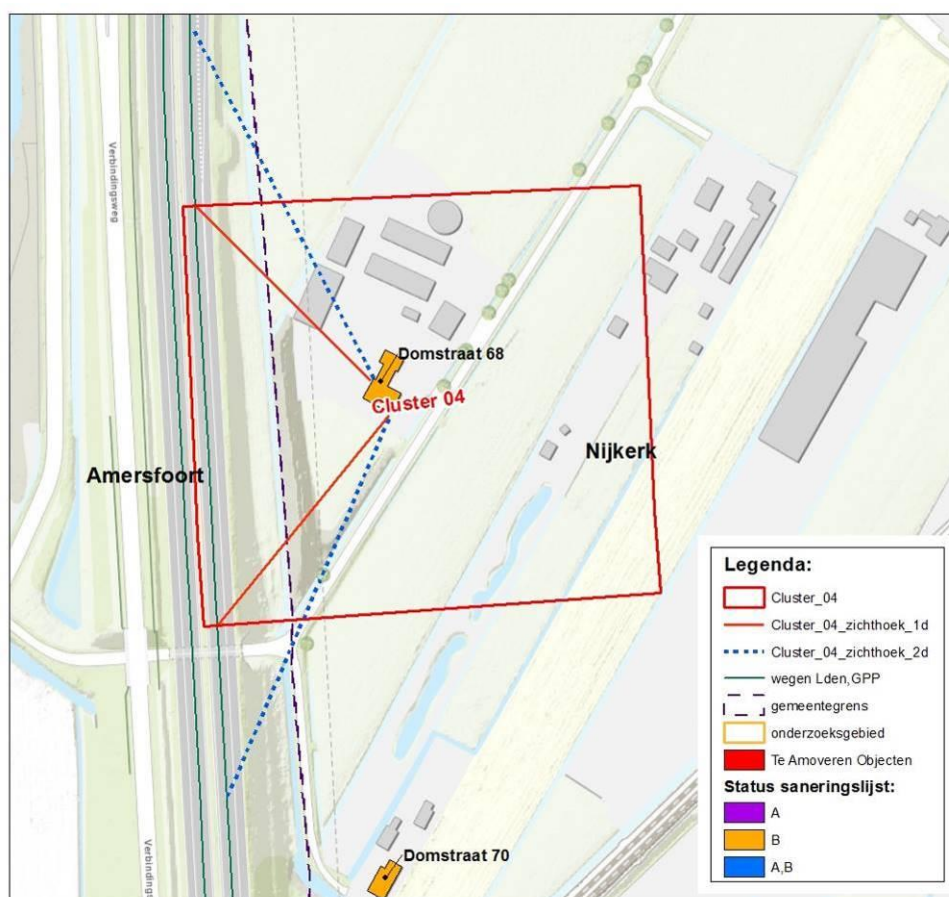 Verbindingsweg
Domstraat 68
Cluster 04
Amersfoort
Nijkerk
Domstraat 70
Legenda:
Cluster_04
Cluster_04_zichthoek_1d
Cluster_04_zichthoek_2d
wegen Lden,GPP
gemeentegrens
onderzoeksgebied
Te Amoveren Objecten
Status saneringslijst:
A
B
A,B